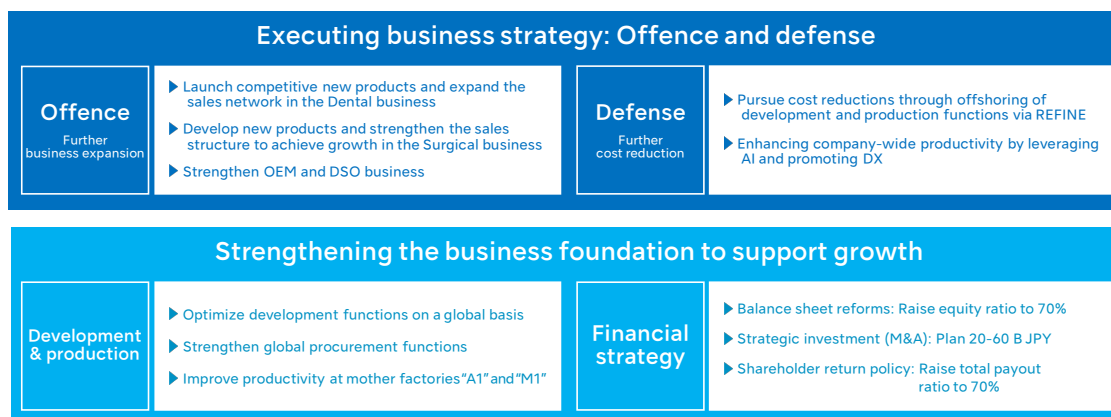 Executing business strategy: Offence and defense
Offence
Further
business expansion
Launch competitive new products and expand the
sales network in the Dental business
Develop new products and strengthen the sales
structure to achieve growth in the Surgical business
Strengthen OEM and DSO business
Defense
Further
cost reduction
Pursue cost reductions through offshoring of
development and production functions via REFINE
Enhancing company-wide productivity by leveraging
AI and promoting DX
Strengthening the business foundation to support growth
Development
& production
Optimize development functions on a global basis
Strengthen global procurement functions
Improve productivity at mother factories“A1”and“M1”
Financial
strategy
Balance sheet reforms: Raise equity ratio to 70%
Strategic investment (M&A): Plan 20-60 B JPY
Shareholder return policy: Raise total payout
ratio to 70%